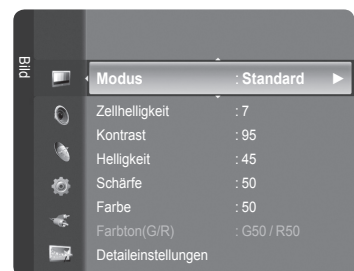 Bild
Modus : Standard
Zellhelligkeit : 7
Kontrast : 95
Helligkeit : 45
Schärfe : 50
Farbe : 50
Farbton(G/R) : G50 / R50
Detaileinstellungen